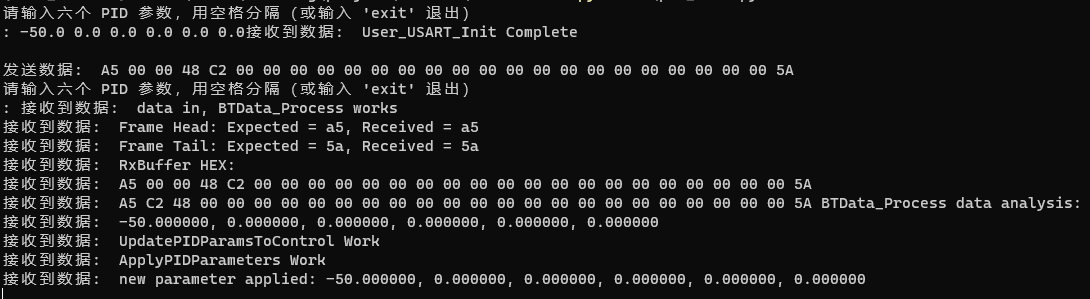 请输入六个 PID 参数，用空格分隔 (或输入 'exit' 退出)
: -50.0 0.0 0.0 0.0 0.0 0.0接收到数据:  User_USART_Init Complete
发送数据:  A5 00 00 48 C2 00 00 00 00 00 00 00 00 00 00 00 00 00 00 00 00 00 00 00 00 5A
请输入六个 PID 参数，用空格分隔 (或输入 'exit' 退出)
: 接收到数据:  data in, BTData_Process works
接收到数据:  Frame Head: Expected = a5, Received = a5
接收到数据:  Frame Tail: Expected = 5a, Received = 5a
接收到数据:  RxBuffer HEX:
接收到数据:  A5 00 00 48 C2 00 00 00 00 00 00 00 00 00 00 00 00 00 00 00 00 00 00 00 00 5A
接收到数据:  A5 C2 48 00 00 00 00 00 00 00 00 00 00 00 00 00 00 00 00 00 00 00 00 00 00 5A BTData_Process data analysis:
接收到数据:  -50.000000, 0.000000, 0.000000, 0.000000, 0.000000, 0.000000
接收到数据:  UpdatePIDParamsToControl Work
接收到数据:  ApplyPIDParameters Work
接收到数据:  new parameter applied: -50.000000, 0.000000, 0.000000, 0.000000, 0.000000, 0.000000